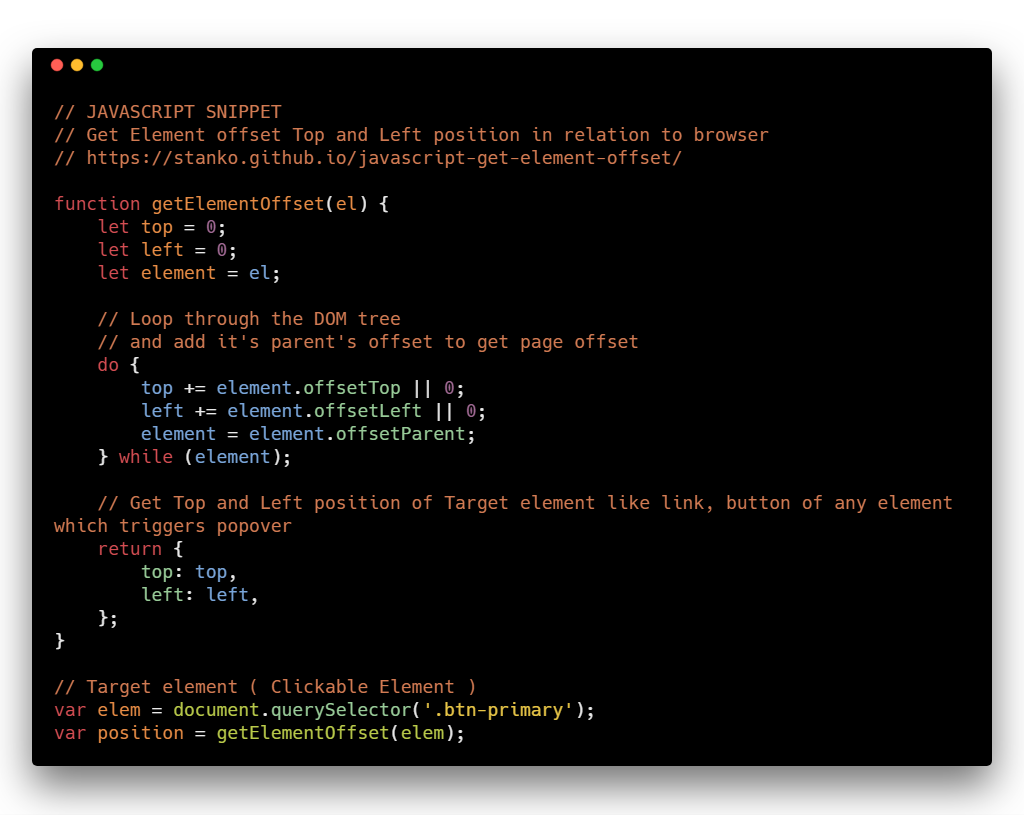 // JAVASCRIPT SNIPPET
// Get Element offset Top and Left position in relation to browser
// https://stanko.github.io/javascript-get-element-offset/
function getElementOffset(el) {
    let top = 0;
    let left = 0;
    let element = el;
    // Loop through the DOM tree
    // and add it's parent's offset to get page offset
    do {
        top += element.offsetTop || 0;
        left += element.offsetLeft || 0;
        element = element.offsetParent;
    } while (element);
    // Get Top and Left position of Target element like link, button of any element
which triggers popover
    return {
        top: top,
        left: left,
    };
}
// Target element ( Clickable Element )
var elem = document.querySelector('.btn-primary');
var position = getElementOffset(elem);